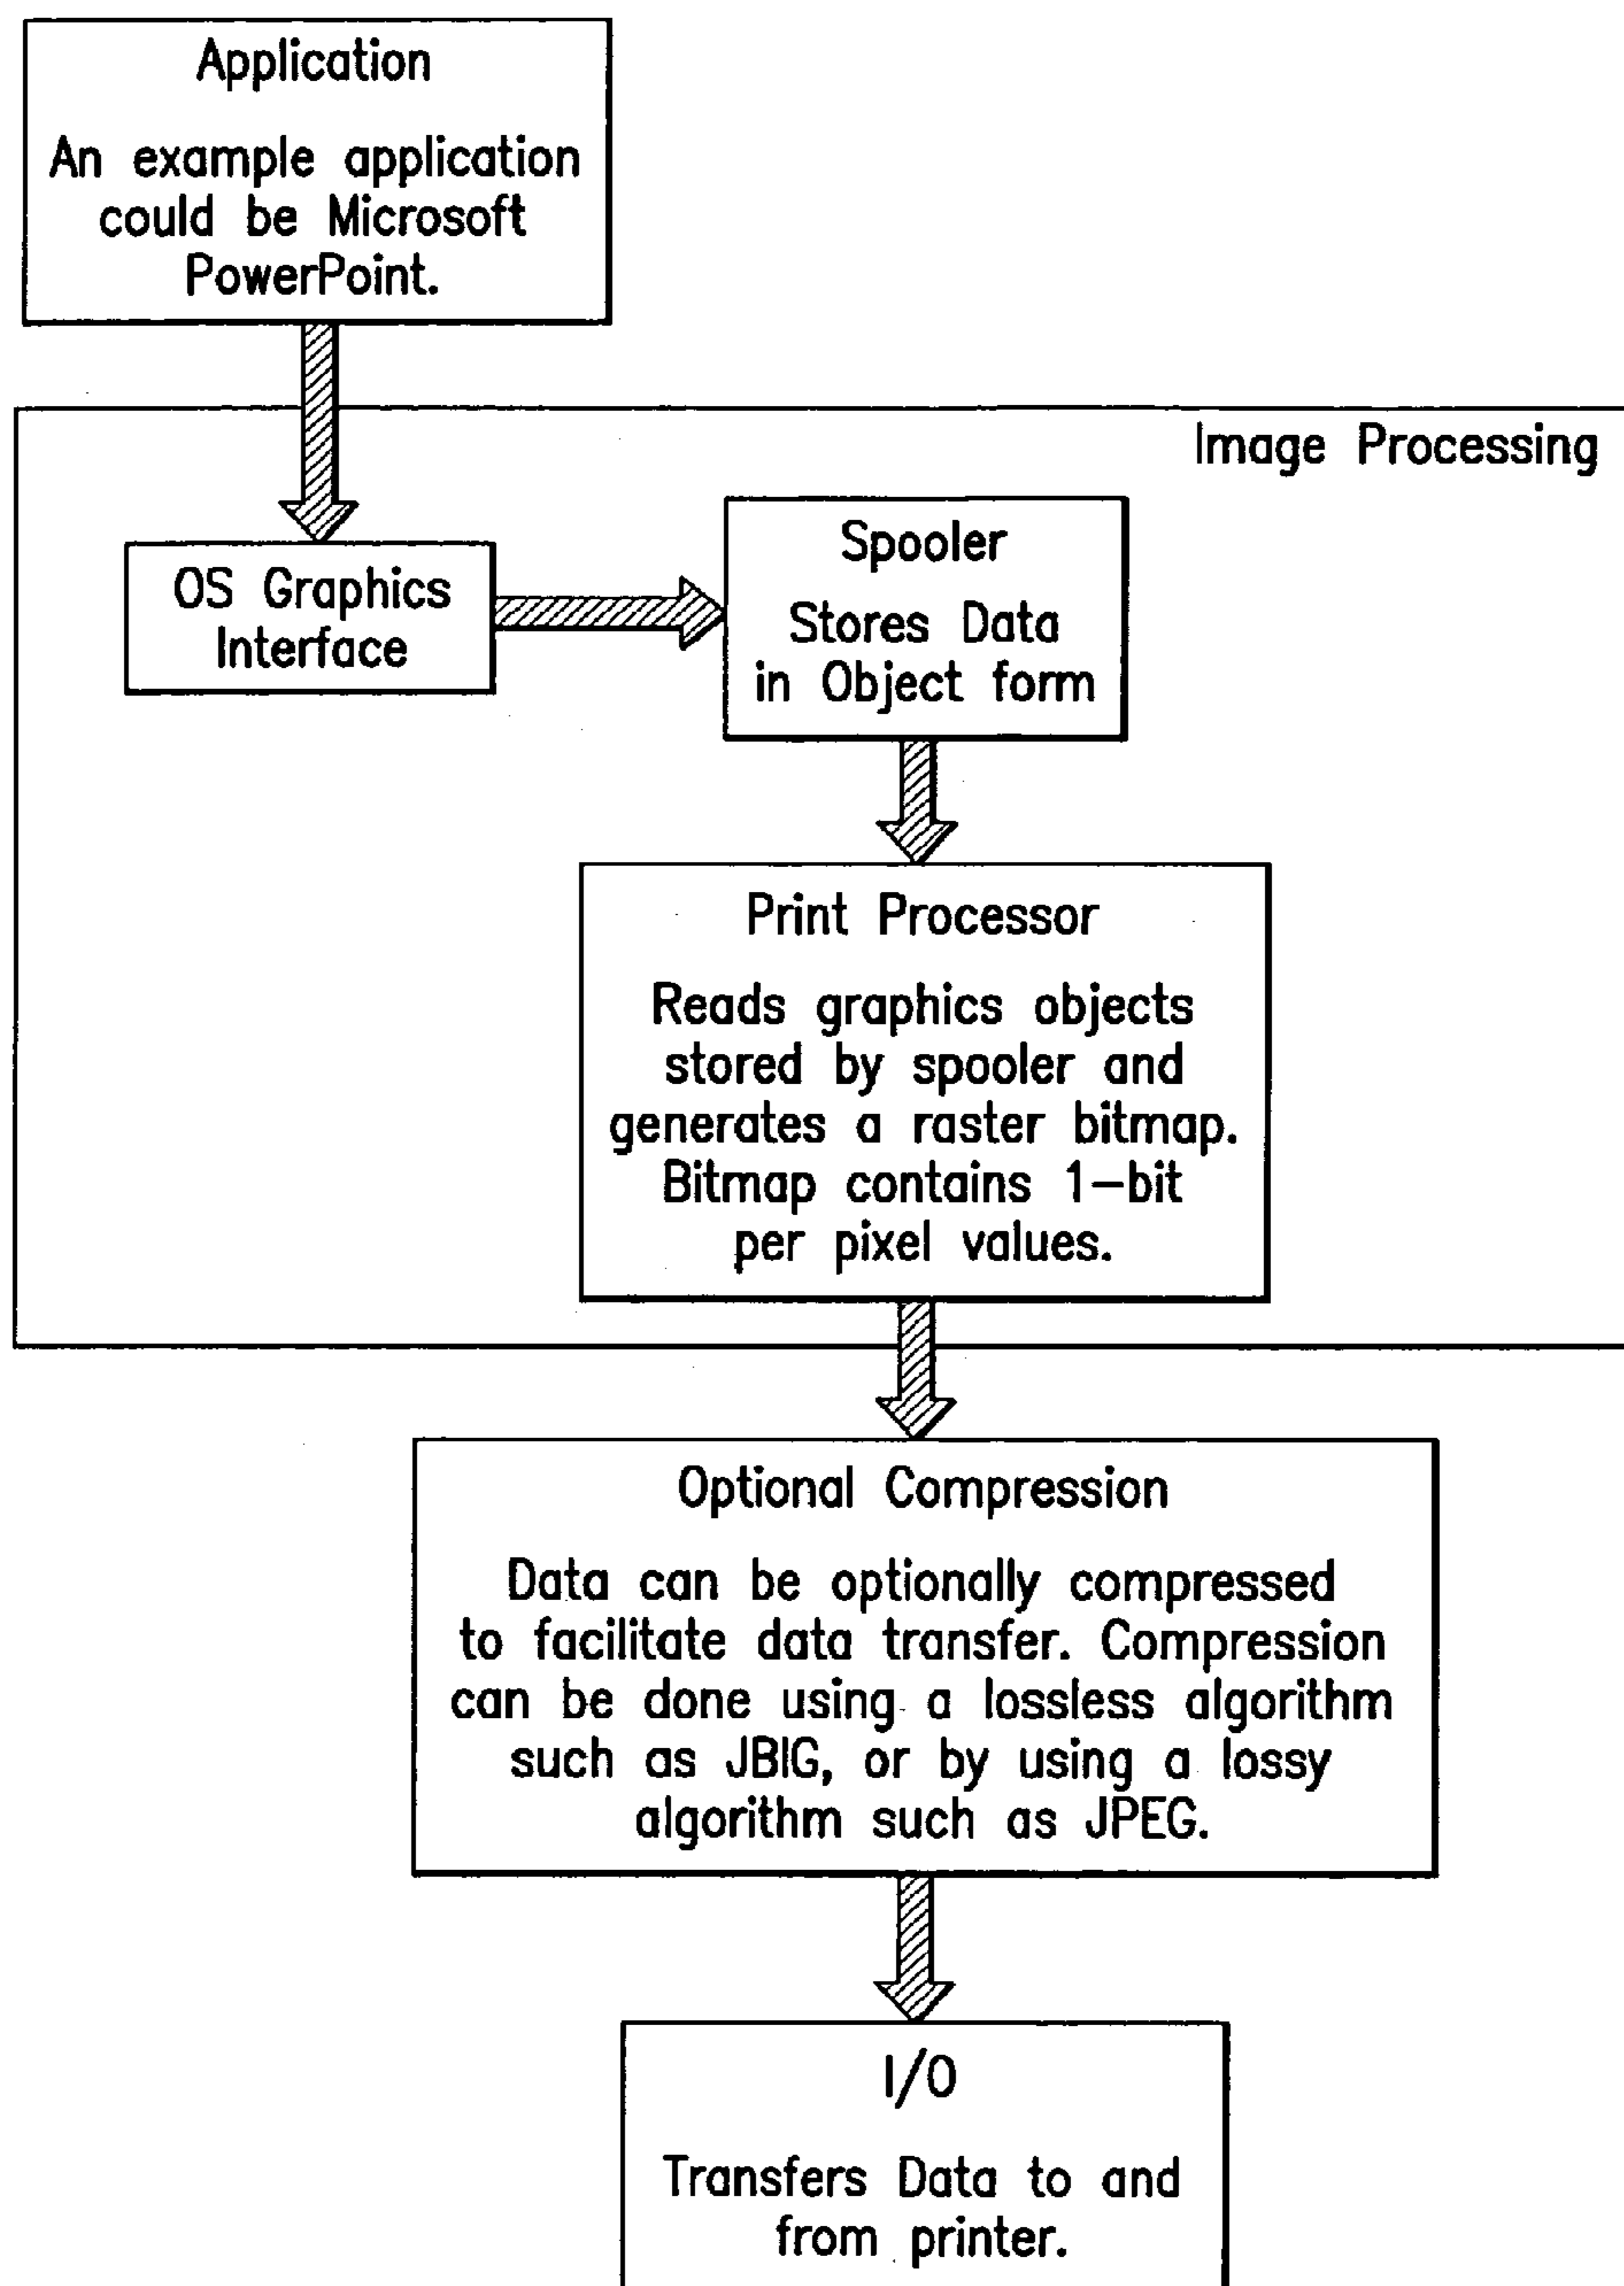 Application
An example application
could be Microsoft
PowerPoint.
Image Processing
OS Graphics
Interface
Spooler
Stores Data
in Object form
Print Processor
Reads graphics objects
stored by spooler and
generates a raster bitmap.
Bitmap contains 1-bit
per pixel values.
Optional Compression
Data can be optionally compressed
to facilitate data transfer. Compression
can be done using a lossless algorithm
such as JBIG, or by using a lossy
algorithm such as JPEG.
I/O
Transfers Data to and
from printer.